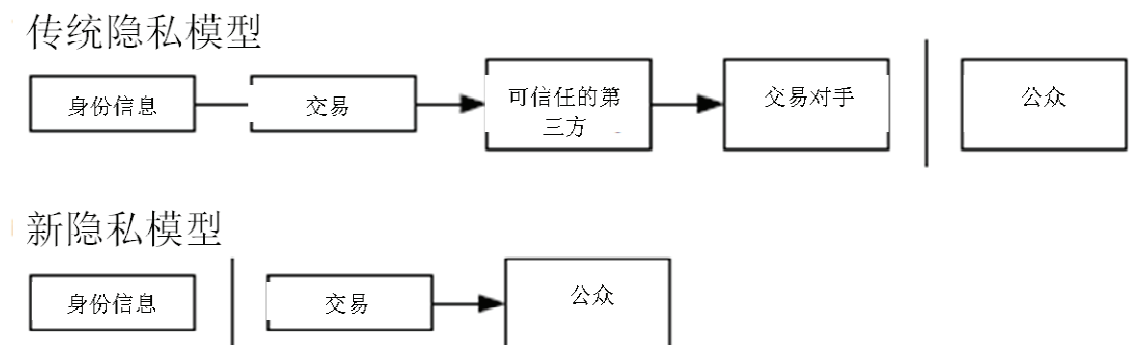 传统隐私模型
身份信息
交易
可信任的第
三方
交易对手
公众
新隐私模型
身份信息
交易
公众